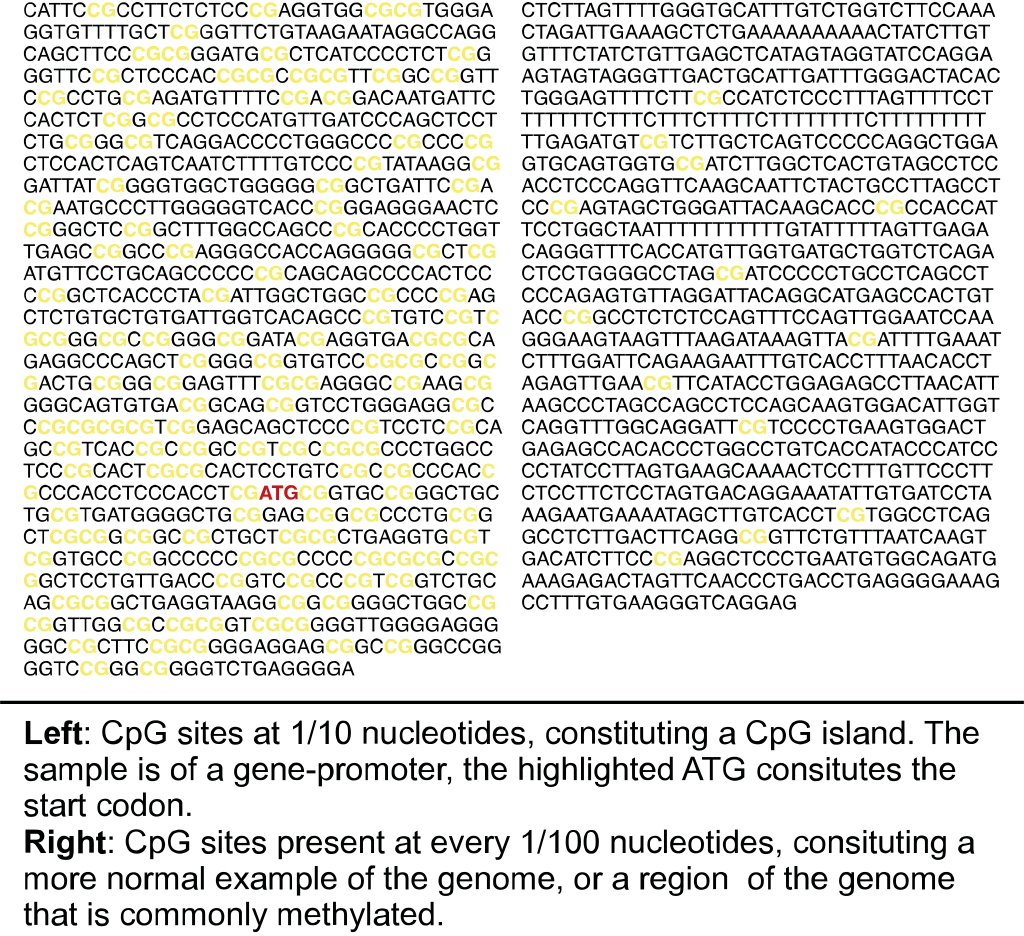 CATTCCGCCTTCTCTCCCGAGGTGGCGCGTGGGA
GGTGTTTTGCTCGGGTTCTGTAAGAATAGGCCAGG
CAGCTTCCCGCGGGATGCGCTCATCCCCTCTCGG
GGTTCCGCTCCCACCGCGCCGCGTTCGGCCGGTT
CCGCCTGCGAGATGTTTTCCGACGGACAATGATTC
CACTCTCGGCGCCTCCCATGTTGATCCCAGCTCCT
CTGCGGGCGTCAGGACCCCTGGGCCCCGCCCCG
CTCCACTCAGTCAATCTTTTGTCCCCGTATAAGGCG
GATTATCGGGGTGGCTGGGGGCGGCTGATTCCGA
CGAATGCCCTTGGGGGTCACCCGGGAGGGAACTC
CGGGCTCCGGCTTTGGCCAGCCCGCACCCCTGGT
TGAGCCGGCCCGAGGGCCACCAGGGGGCGCTCG
ATGTTCCTGCAGCCCCCCGCAGCAGCCCCACTCC
CCGGCTCACCCTACGATTGGCTGGCCGCCCCGAG
CTCTGTGCTGTGATTGGTCACAGCCCGTGTCCGTC
GCGGGCGCCGGGGCGGATACGAGGTGACGCGCA
GAGGCCCAGCTCGGGGCGGTGTCCCGCGCCGGC
GACTGCGGGCGGAGTTTCGCGAGGGCCGAAGCG
GGGCAGTGTGACGGCAGCGGTCCTGGGAGGCGC
CCGCGCGCGTCGGAGCAGCTCCCCGTCCTCCGCA
GCCGTCACCGCCGGCCGTCGCCGCGCCCTGGCC
TCCCGCACTCGCGCACTCCTGTCCGCCGCCCACC
GCCCACCTCCCACCTCGATGCGGTGCCGGGCTGC
TGCGTGATGGGGCTGCGGAGCGGCGCCCTGCGG
CTCGCGGCGGCCGCTGCTCGCGCTGAGGTGCGT
CGGTGCCCGGCCCCCCGCGCCCCCGCGCGCCGC
GGCTCCTGTTGACCCGGTCCGCCCGTCGGTCTGC
AGCGCGGCTGAGGTAAGGCGGCGGGGCTGGCCG
CGGTTGGCGCCGCGGTCGCGGGGTTGGGGAGGG
GGCCGCTTCCGCGGGGAGGAGCGGCCGGGCCGG
GGTCCGGGCGGGGTCTGAGGGGA
CTCTTAGTTTTGGGTGCATTTGTCTGGTCTTCCAAA
CTAGATTGAAAGCTCTGAAAAAAAAAACTATCTTGT
GTTTCTATCTGTTGAGCTCATAGTAGGTATCCAGGA
AGTAGTAGGGTTGACTGCATTGATTTGGGACTACAC
TGGGAGTTTTCTTCGCCATCTCCCTTTAGTTTTCCT
TTTTTTCTTTCTTTCTTTTCTTTTTTTTCTTTTTTTTT
TTGAGATGTCGTCTTGCTCAGTCCCCCAGGCTGGA
GTGCAGTGGTGCGATCTTGGCTCACTGTAGCCTCC
ACCTCCCAGGTTCAAGCAATTCTACTGCCTTAGCCT
CCCGAGTAGCTGGGATTACAAGCACCCGCCACCAT
TCCTGGCTAATTTTTTTTTTTGTATTTTTAGTTGAGA
CAGGGTTTCACCATGTTGGTGATGCTGGTCTCAGA
CTCCTGGGGCCTAGCGATCCCCCTGCCTCAGCCT
CCCAGAGTGTTAGGATTACAGGCATGAGCCACTGT
ACCCGGCCTCTCTCCAGTTTCCAGTTGGAATCCAA
GGGAAGTAAGTTTAAGATAAAGTTACGATTTTGAAAT
CTTTGGATTCAGAAGAATTTGTCACCTTTAACACCT
AGAGTTGAACGTTCATACCTGGAGAGCCTTAACATT
AAGCCCTAGCCAGCCTCCAGCAAGTGGACATTGGT
CAGGTTTGGCAGGATTCGTCCCCTGAAGTGGACT
GAGAGCCACACCCTGGCCTGTCACCATACCCATCC
CCTATCCTTAGTGAAGCAAAACTCCTTTGTTCCCTT
CTCCTTCTCCTAGTGACAGGAAATATTGTGATCCTA
AAGAATGAAAATAGCTTGTCACCTCGTGGCCTCAG
GCCTCTTGACTTCAGGCGGTTCTGTTTAATCAAGT
GACATCTTCCCGAGGCTCCCTGAATGTGGCAGATG
AAAGAGACTAGTTCAACCCTGACCTGAGGGGAAAG
CCTTTGTGAAGGGTCAGGAG
Left: CpG sites at 1/10 nucleotides, constituting a CpG island. The
sample is of a gene-promoter, the highlighted ATG consitutes the
start codon.
Right: CpG sites present at every 1/100 nucleotides, consituting a
more normal example of the genome, or a region of the genome
that is commonly methylated.